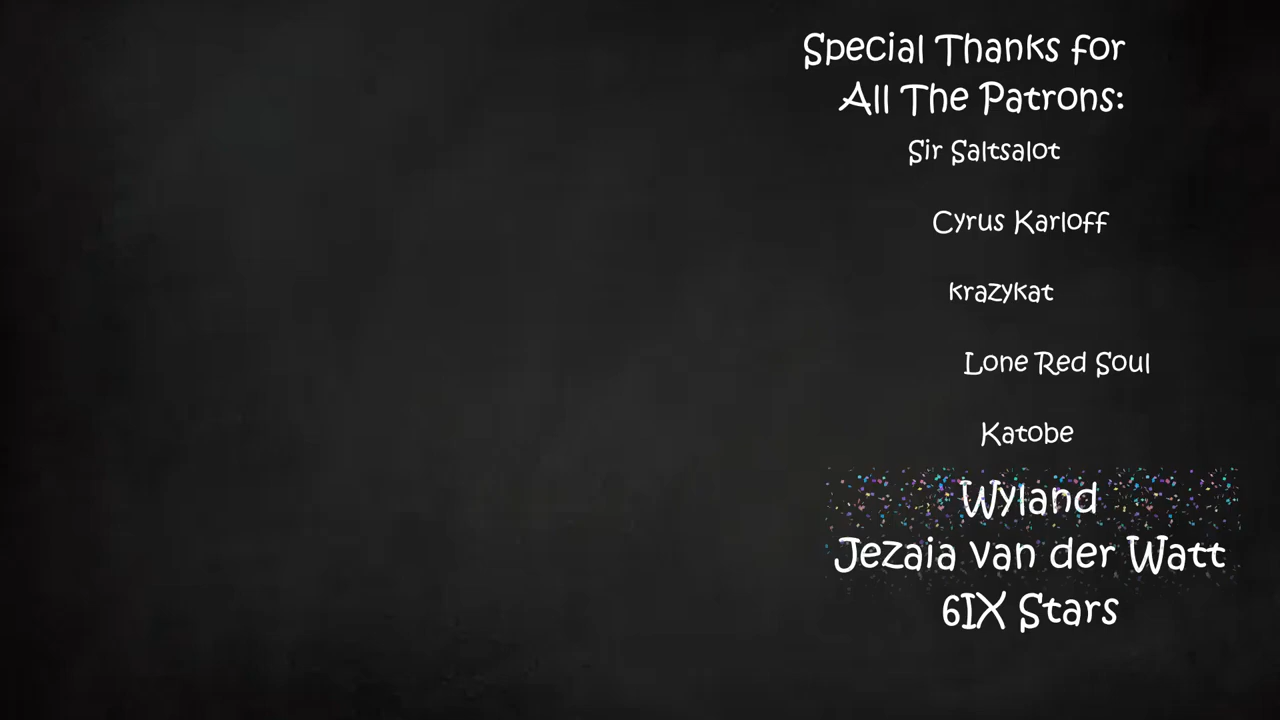 Special Thanks for
All The Patrons:
Sir Saltsalot
Cyrus Karloff
krazykat
Lone Red Soul
Katobe
Wyland
Jezaia van der Watt
6IX Stars